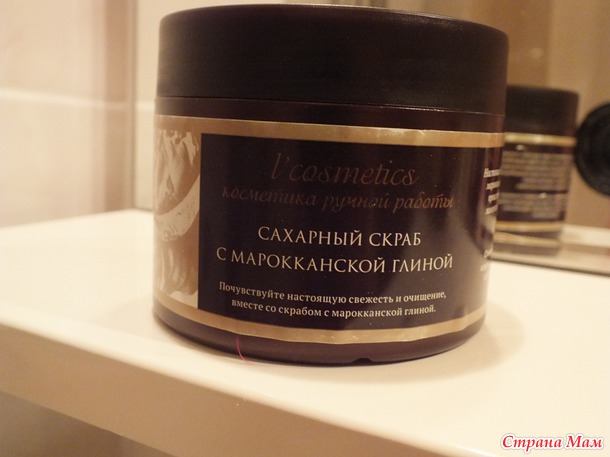 l'cosmetics
косметика ручной работы
САХАРНЫЙ СКРАБ
С МАРОККАНСКОЙ ГЛИНОЙ
Почувствуйте настоящую свежесть и очищение,
вместе со скрабом с марокканской глиной.
Страна Мам